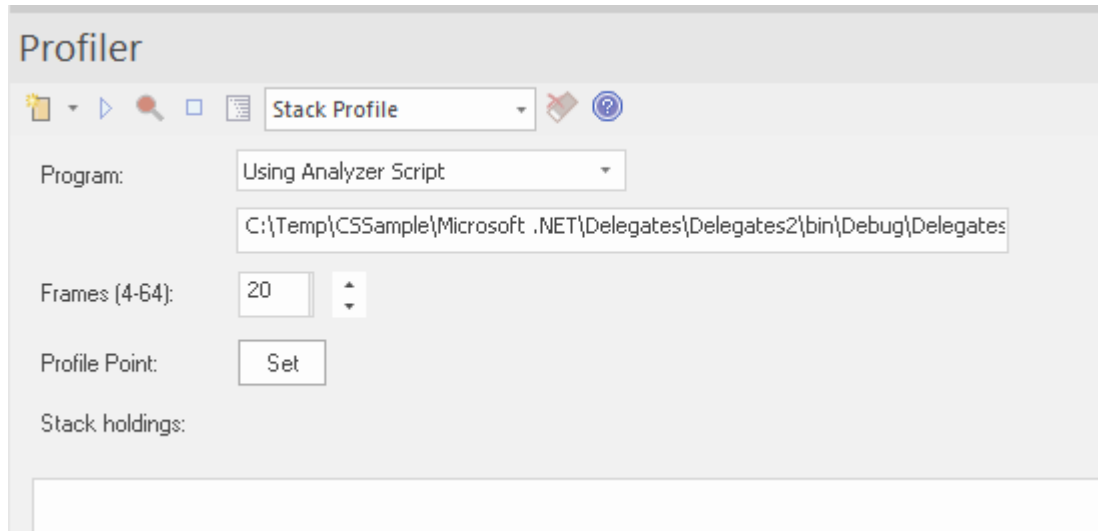 Profiler
Stack Profile
Program: Using Analyzer Script
C:\Temp\CSSample\Microsoft .NET\Delegates\Delegates2\bin\Debug\Delegates
Frames (4-64): 20
Profile Point: Set
Stack holdings: